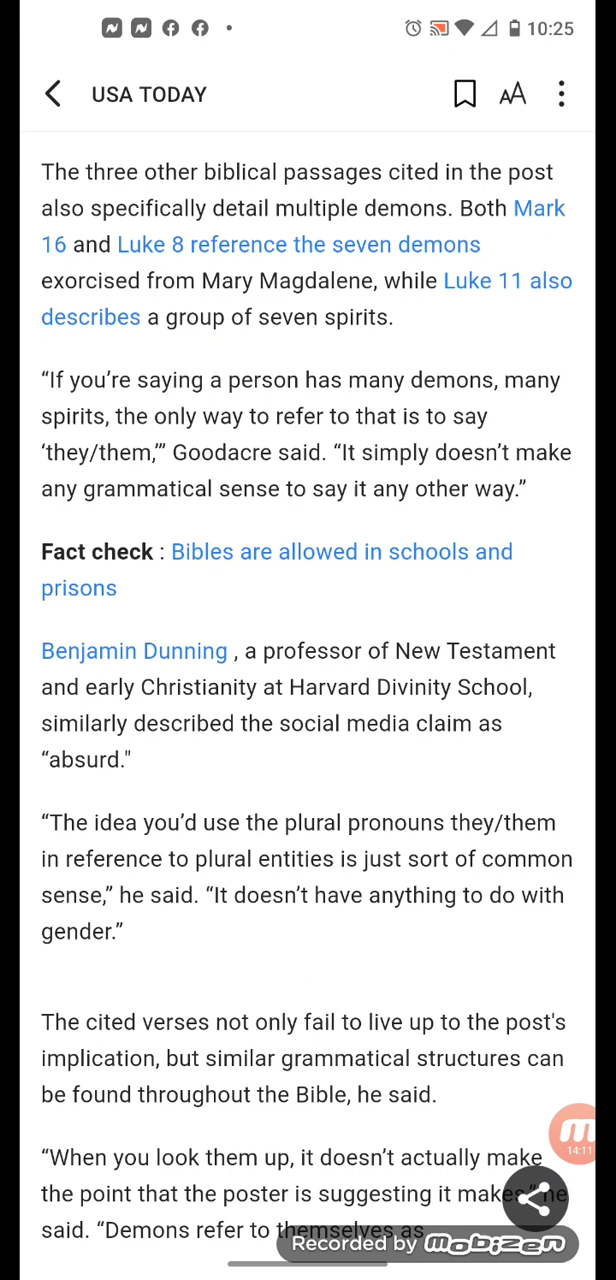 10:25
USA TODAY
AA
The three other biblical passages cited in the post
also specifically detail multiple demons. Both Mark
16 and Luke 8 reference the seven demons
exorcised from Mary Magdalene, while Luke 11 also
describes a group of seven spirits.
“If you’re saying a person has many demons, many
spirits, the only way to refer to that is to say
‘they/them,’” Goodacre said. “It simply doesn’t make
any grammatical sense to say it any other way.”
Fact check : Bibles are allowed in schools and
prisons
Benjamin Dunning , a professor of New Testament
and early Christianity at Harvard Divinity School,
similarly described the social media claim as
“absurd."
“The idea you’d use the plural pronouns they/them
in reference to plural entities is just sort of common
sense,” he said. “It doesn’t have anything to do with
gender.”
The cited verses not only fail to live up to the post's
implication, but similar grammatical structures can
be found throughout the Bible, he said.
14:11
“When you look them up, it doesn’t actually make
the point that the poster is suggesting it makes,” he
said. “Demons refer to themselves as
Recorded by mobizen